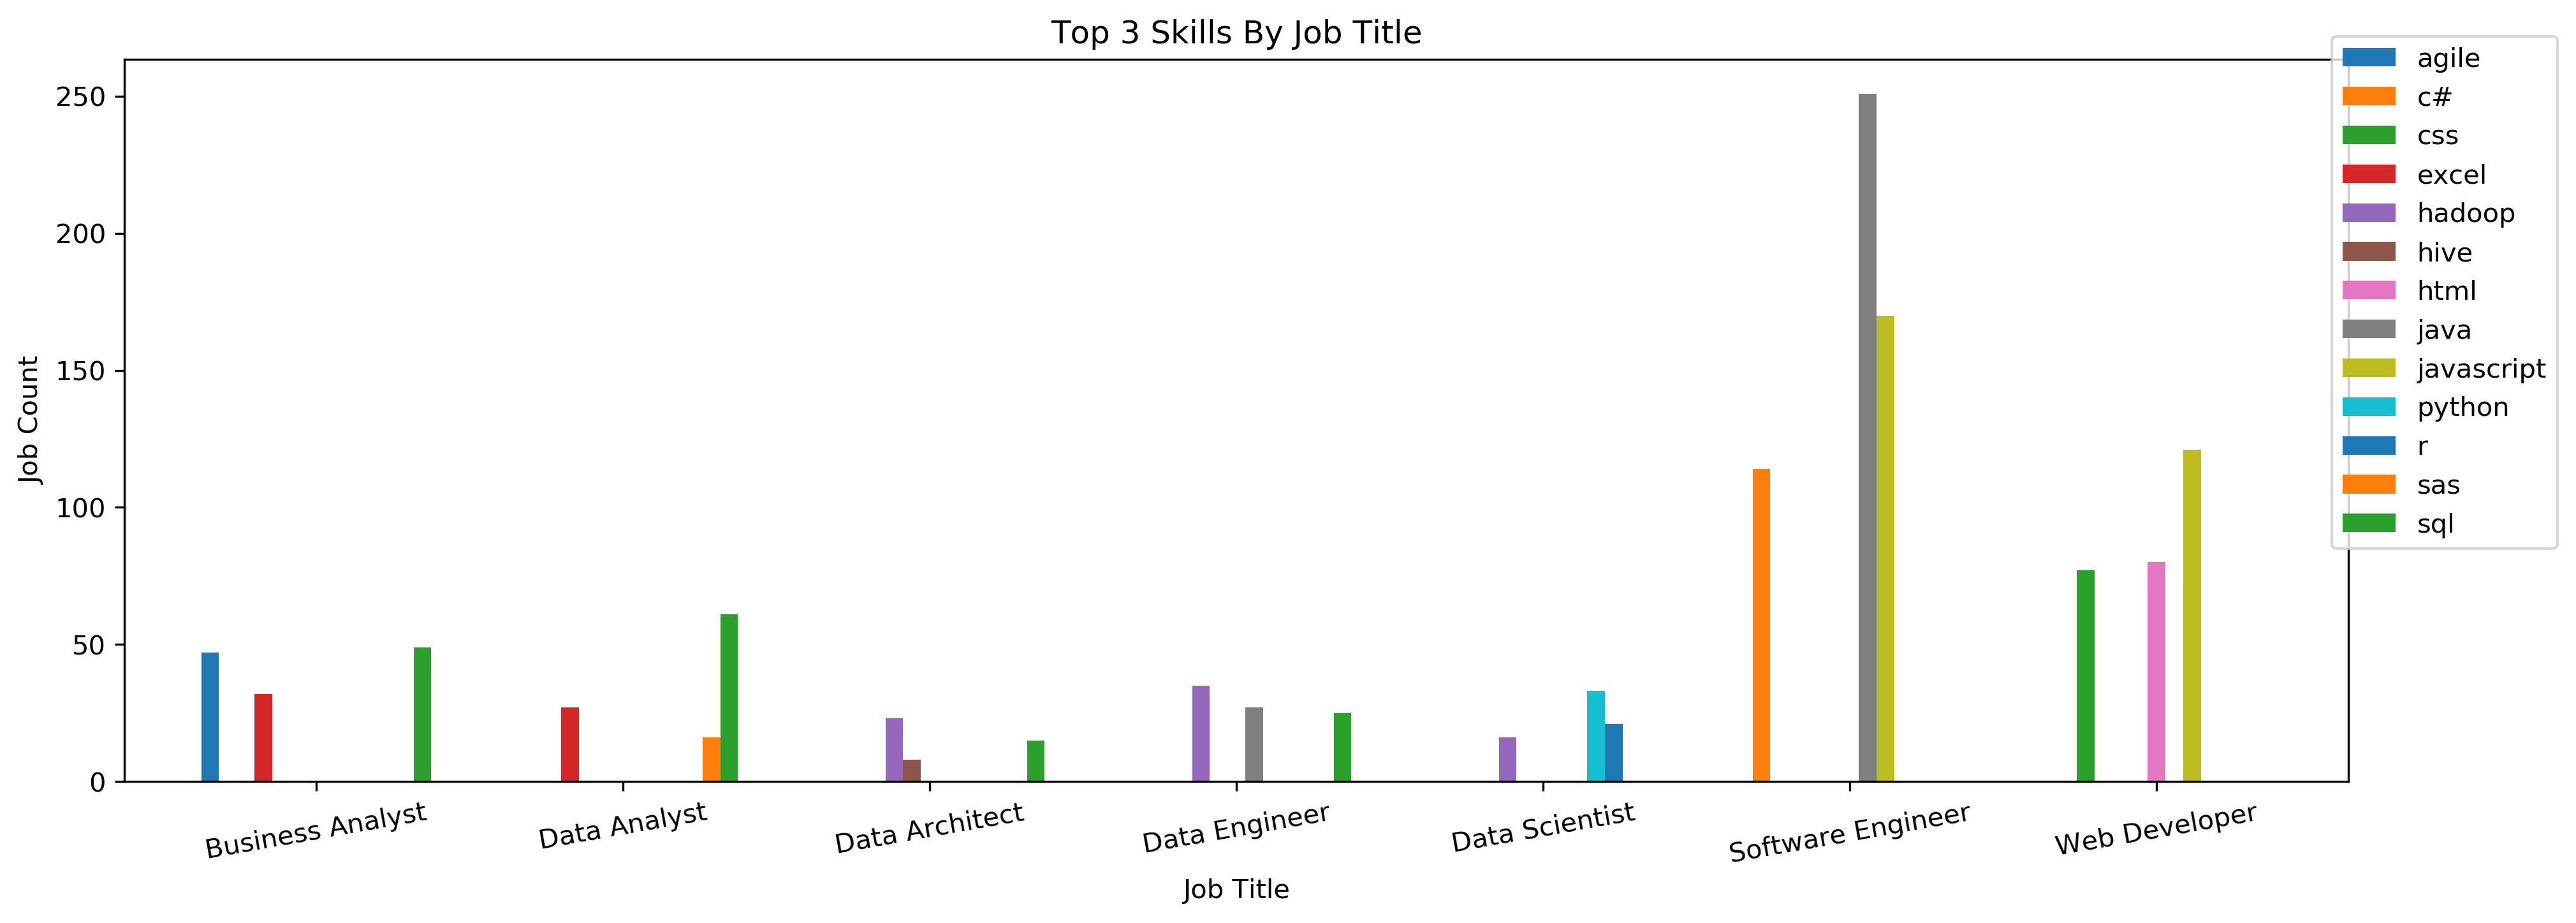 Top 3 Skills By Job Title
250
200
150
100
50
0
Job Count
Business Analyst
Data Analyst
Data Architect
Data Engineer
Data Scientist
Software Engineer
Web Developer
Job Title
agile
c#
css
excel
hadoop
hive
html
java
javascript
python
r
sas
sql